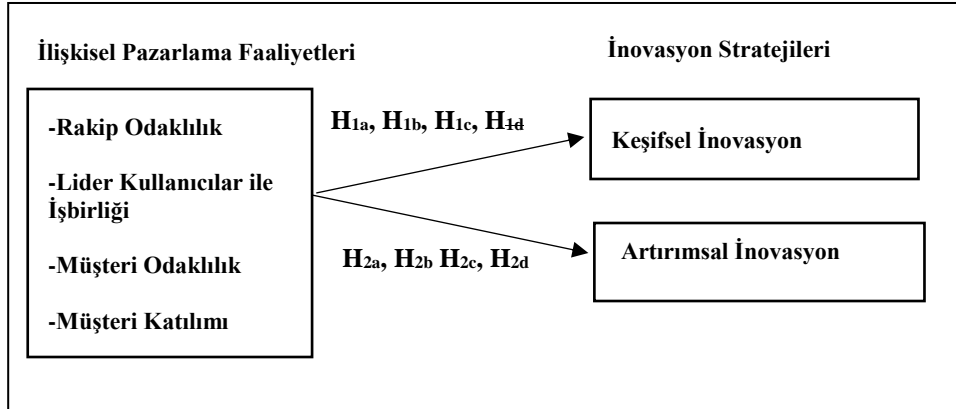 İlişkisel Pazarlama Faaliyetleri
İnovasyon Stratejileri
-Rakip Odaklılık
-Lider Kullanıcılar ile
İşbirliği
-Müşteri Odaklılık
-Müşteri Katılımı
H1a, H1b, H1c, H1d
H2a, H2b H2c, H2d
Keşifsel İnovasyon
Artırımsal İnovasyon